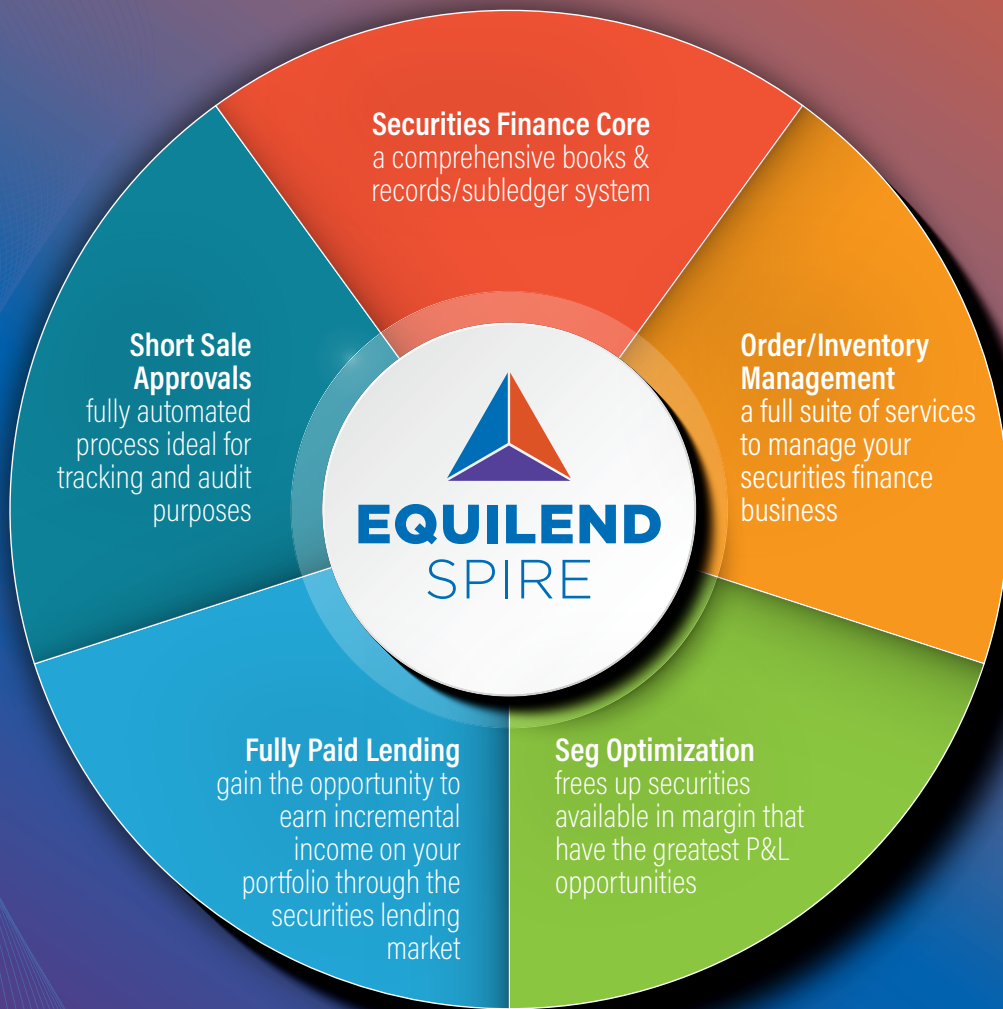 Securities Finance Core
a comprehensive books &
records/subledger system
Order/Inventory
Management
a full suite of services
to manage your
securities finance
business
Seg Optimization
frees up securities
available in margin that
have the greatest P&L
opportunities
Fully Paid Lending
gain the opportunity to
earn incremental
income on your
portfolio through the
securities lending
market
Short Sale
Approvals
fully automated
process ideal for
tracking and audit
purposes
EQUILEND
SPIRE